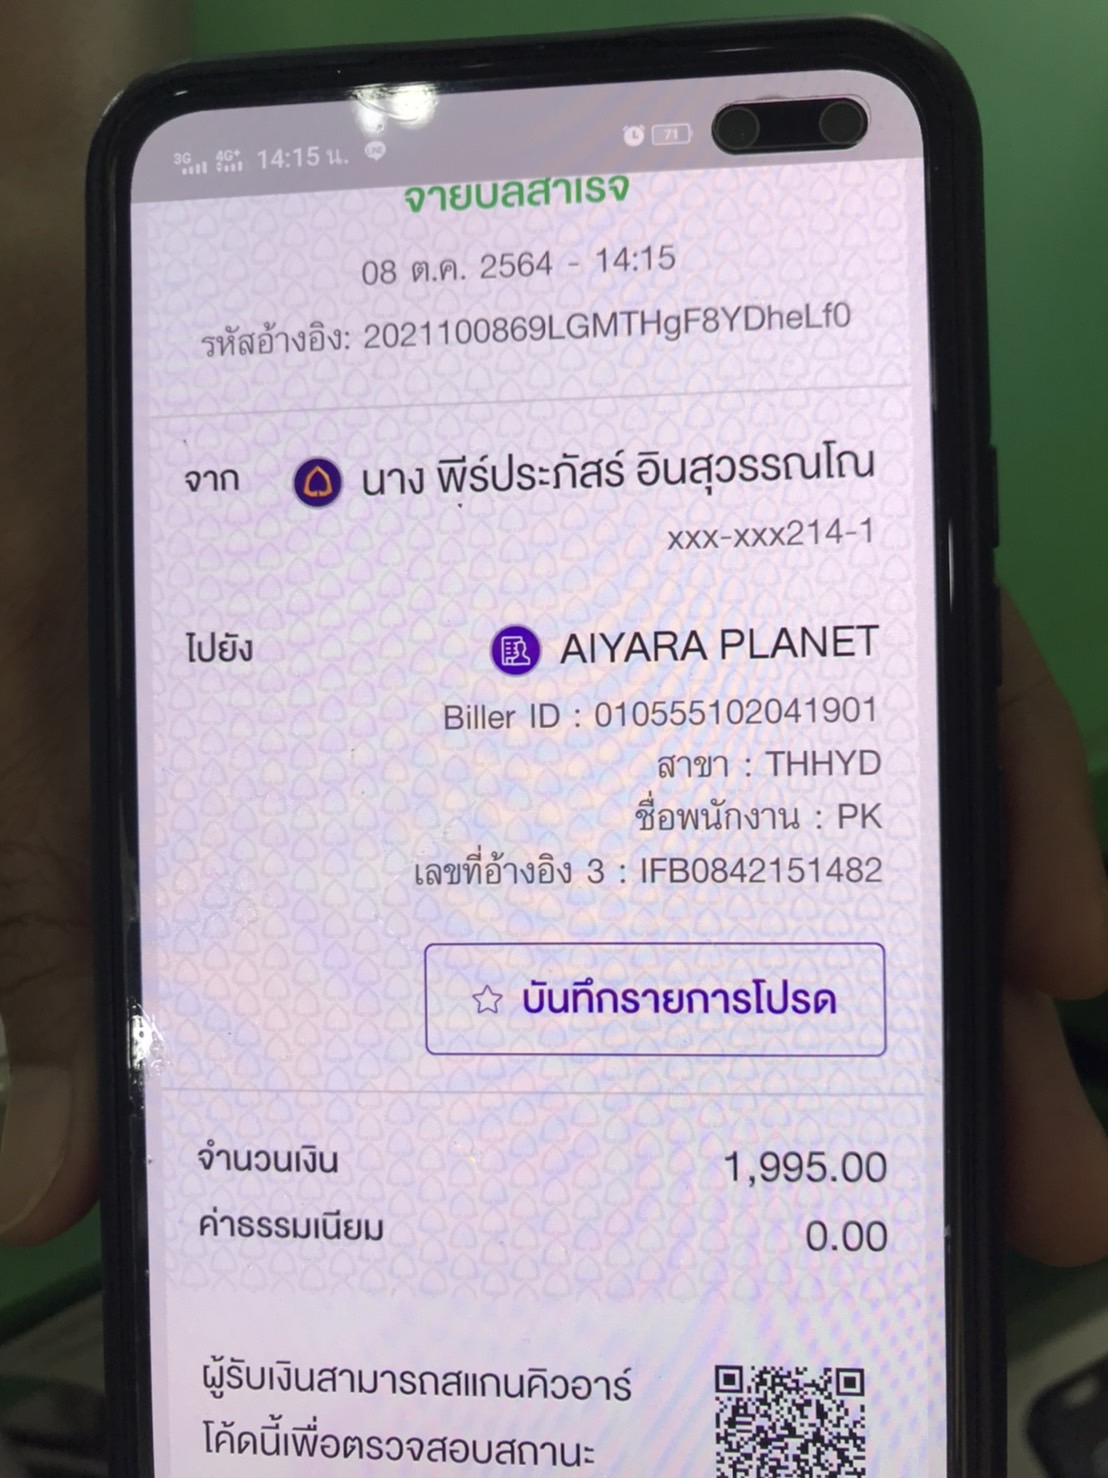 3G 4G+ 14:15 น. 71
จ่ายบิลสำเร็จ
08 ต.ค. 2564 - 14:15
รหัสอ้างอิง: 2021100869LGMTHgF8YDheLf0
จาก นาง พีร์ประภัสร์ อินสุวรรณโณ
xxx-xxx214-1
ไปยัง AIYARA PLANET
Biller ID : 010555102041901
สาขา : THHYD
ชื่อพนักงาน : PK
เลขที่อ้างอิง 3 : IFB0842151482
บันทึกรายการโปรด
จำนวนเงิน 1,995.00
ค่าธรรมเนียม 0.00
ผู้รับเงินสามารถสแกนคิวอาร์
โค้ดนี้เพื่อตรวจสอบสถานะ